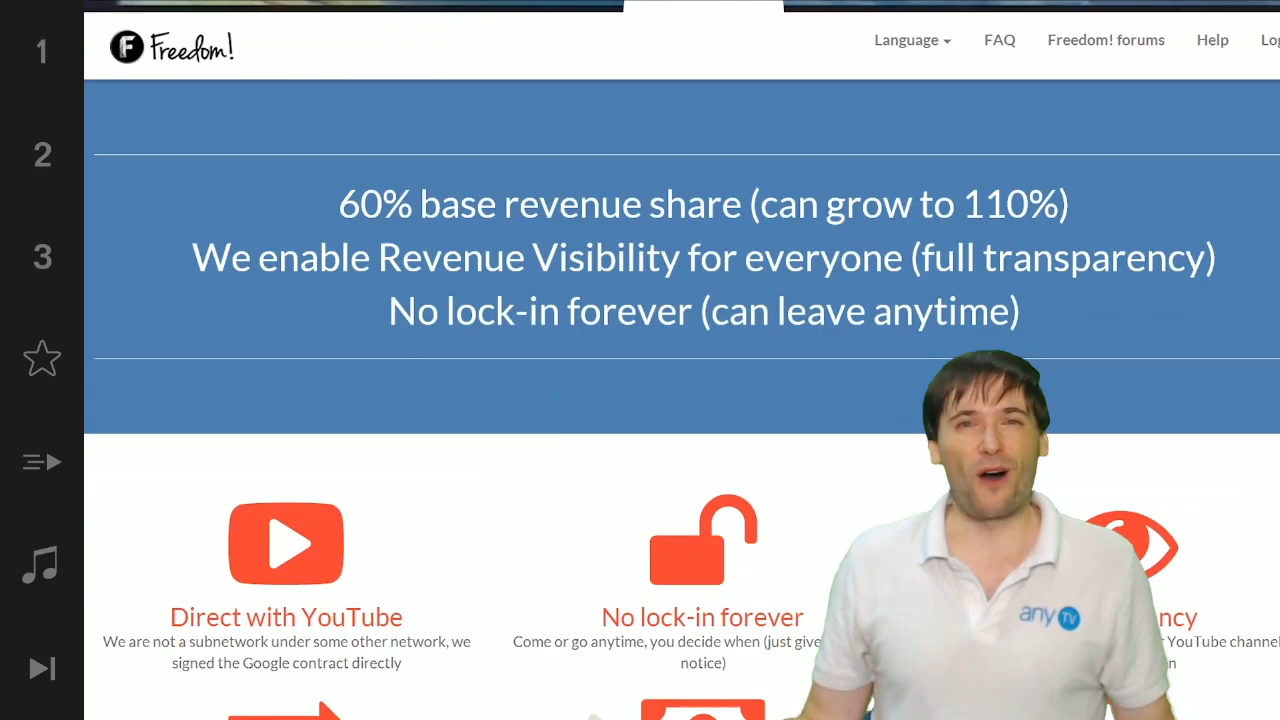 1
2
3
Freedom!
Language FAQ Freedom! forums Help
60% base revenue share (can grow to 110%)
We enable Revenue Visibility for everyone (full transparency)
No lock-in forever (can leave anytime)
Direct with YouTube
We are not a subnetwork under some other network, we
signed the Google contract directly
No lock-in forever
Come or go anytime, you decide when (just give
notice)
YouTube channel
any TV